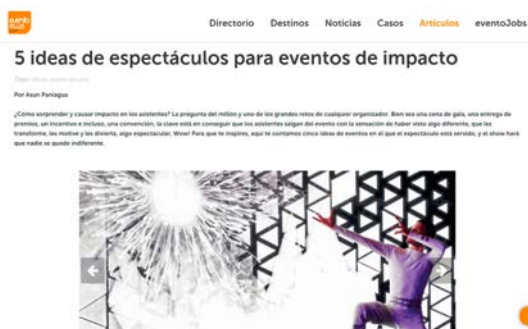 evento
PLUS
Directorio Destinos Noticias Casos Artículos eventoJobs
5 ideas de espectáculos para eventos de impacto
Tags: ideas, espectáculo
Por Asun Paniagua
¿Cómo sorprender y causar impacto en los asistentes? La pregunta del millón y uno de los grandes retos de cualquier organizador. Bien sea una cena de gala, una entrega de
premios, un incentivo e incluso, una convención, la clave está en conseguir que los asistentes salgan del evento con la sensación de haber visto algo diferente, que les
transforme, les motive y les divierta, algo espectacular, Wow! Para que te inspires, aquí te contamos cinco ideas de eventos en el que el espectáculo está servido, y el show hará
que nadie se quede indiferente.